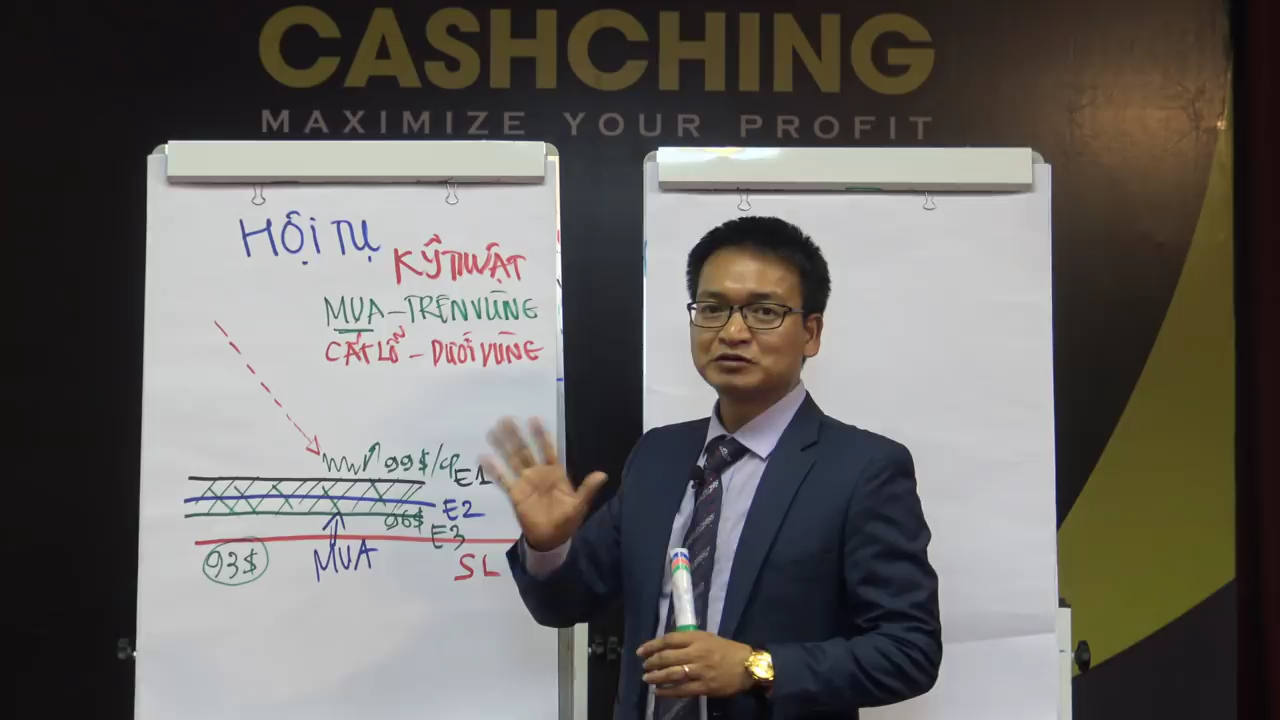 CASHCHING
MAXIMIZE YOUR PROFIT
HỘI TỤ
KỸ THUẬT
MUA - TRÊN VÙNG
CẮT LỖ - DƯỚI VÙNG
99$/CP E1
E2
96$ E3
93$ MUA SL